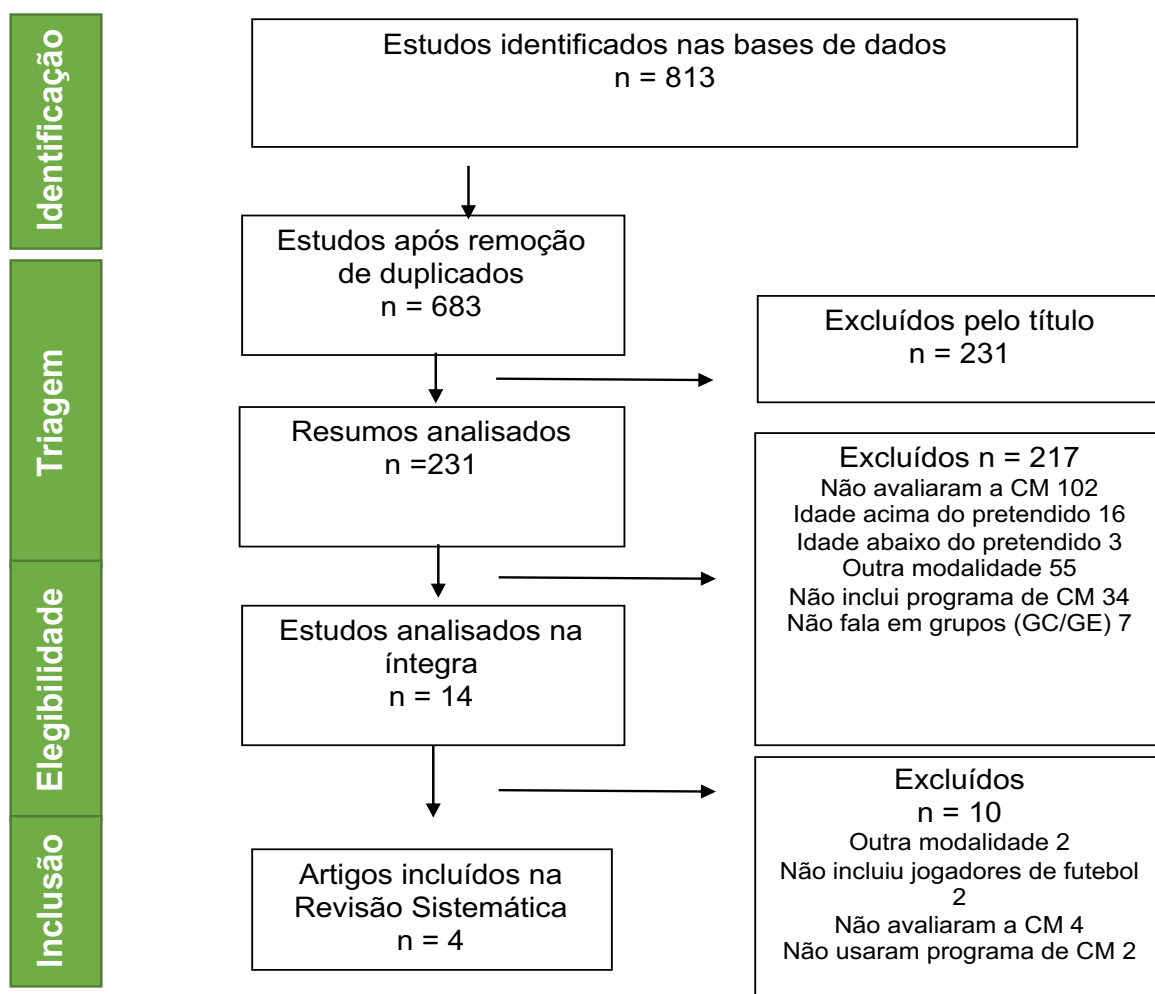 Identificação
Estudos identificados nas bases de dados
n = 813
Estudos após remoção
de duplicados
n = 683
Triagem
Excluídos pelo título
n = 231
Resumos analisados
n =231
Excluídos n = 217
Não avaliaram a CM 102
Idade acima do pretendido 16
Idade abaixo do pretendido 3
Outra modalidade 55
Não inclui programa de CM 34
Não fala em grupos (GC/GE) 7
Elegibilidade
Estudos analisados na
íntegra
n = 14
Excluídos
n = 10
Outra modalidade 2
Não incluiu jogadores de futebol
2
Não avaliaram a CM 4
Não usaram programa de CM 2
Inclusão
Artigos incluídos na
Revisão Sistemática
n = 4